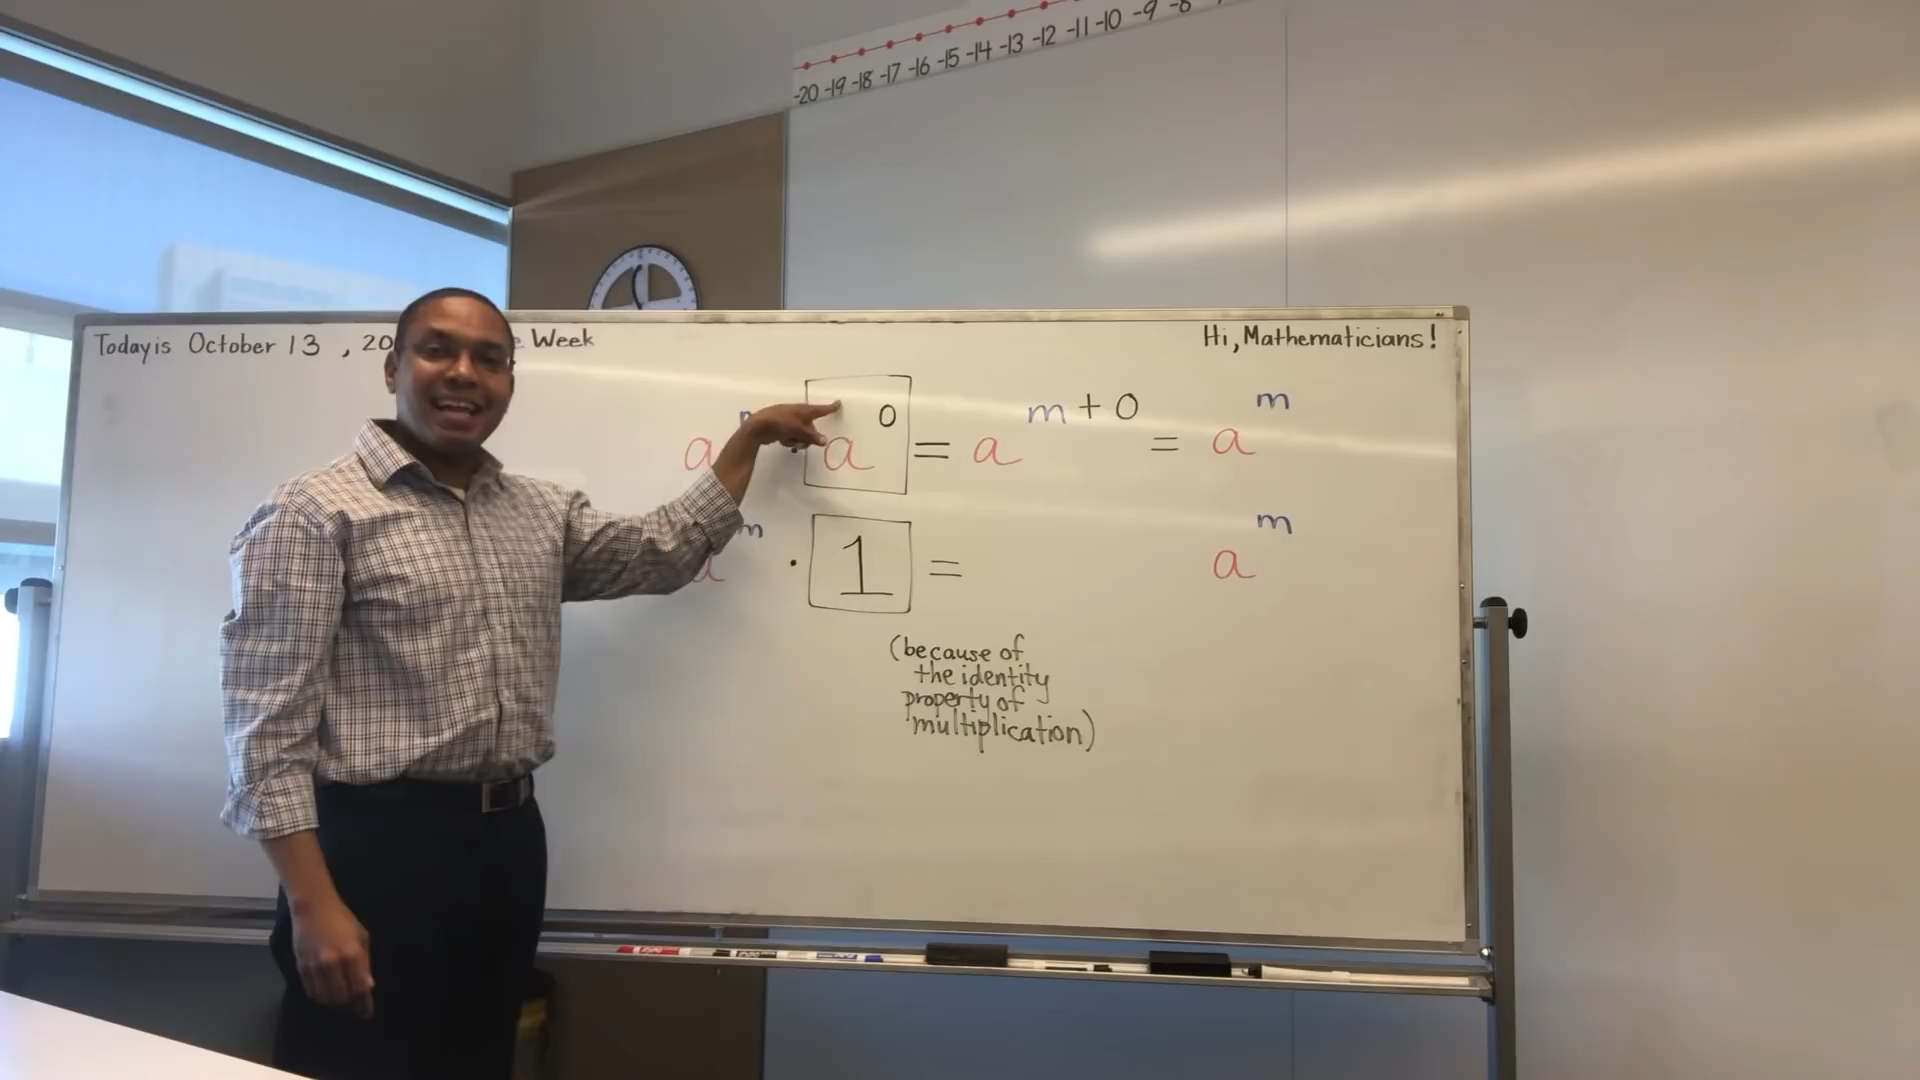 -20 -19 -18 -17 -16 -15 -14 -13 -12 -11 -10 -9 -8
Today is October 13 , 20 Week
Hi, Mathematicians!
a · a⁰ = a^{m+0} = a^m
a^m · 1 = a^m
(because of
the identity
property of
multiplication)